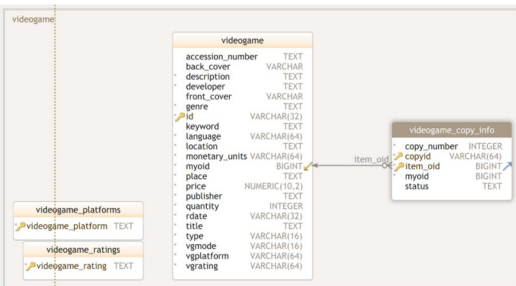 videogame
videogame
accession_number TEXT
back_cover VARCHAR
* description TEXT
* developer TEXT
front_cover VARCHAR
* genre TEXT
* id VARCHAR(32)
keyword TEXT
* language VARCHAR(64)
* location TEXT
* monetary_units VARCHAR(64)
* myoid BIGINT
* place TEXT
* price NUMERIC(10,2)
* publisher TEXT
* quantity INTEGER
* rdate VARCHAR(32)
* title TEXT
* type VARCHAR(16)
* vgmode VARCHAR(16)
* vgplatform VARCHAR(64)
* vgrating VARCHAR(64)
item_oid
videogame_copy_info
* copy_number INTEGER
* copyid VARCHAR(64)
* item_oid BIGINT
* myoid BIGINT
status TEXT
videogame_platforms
* videogame_platform TEXT
videogame_ratings
* videogame_rating TEXT